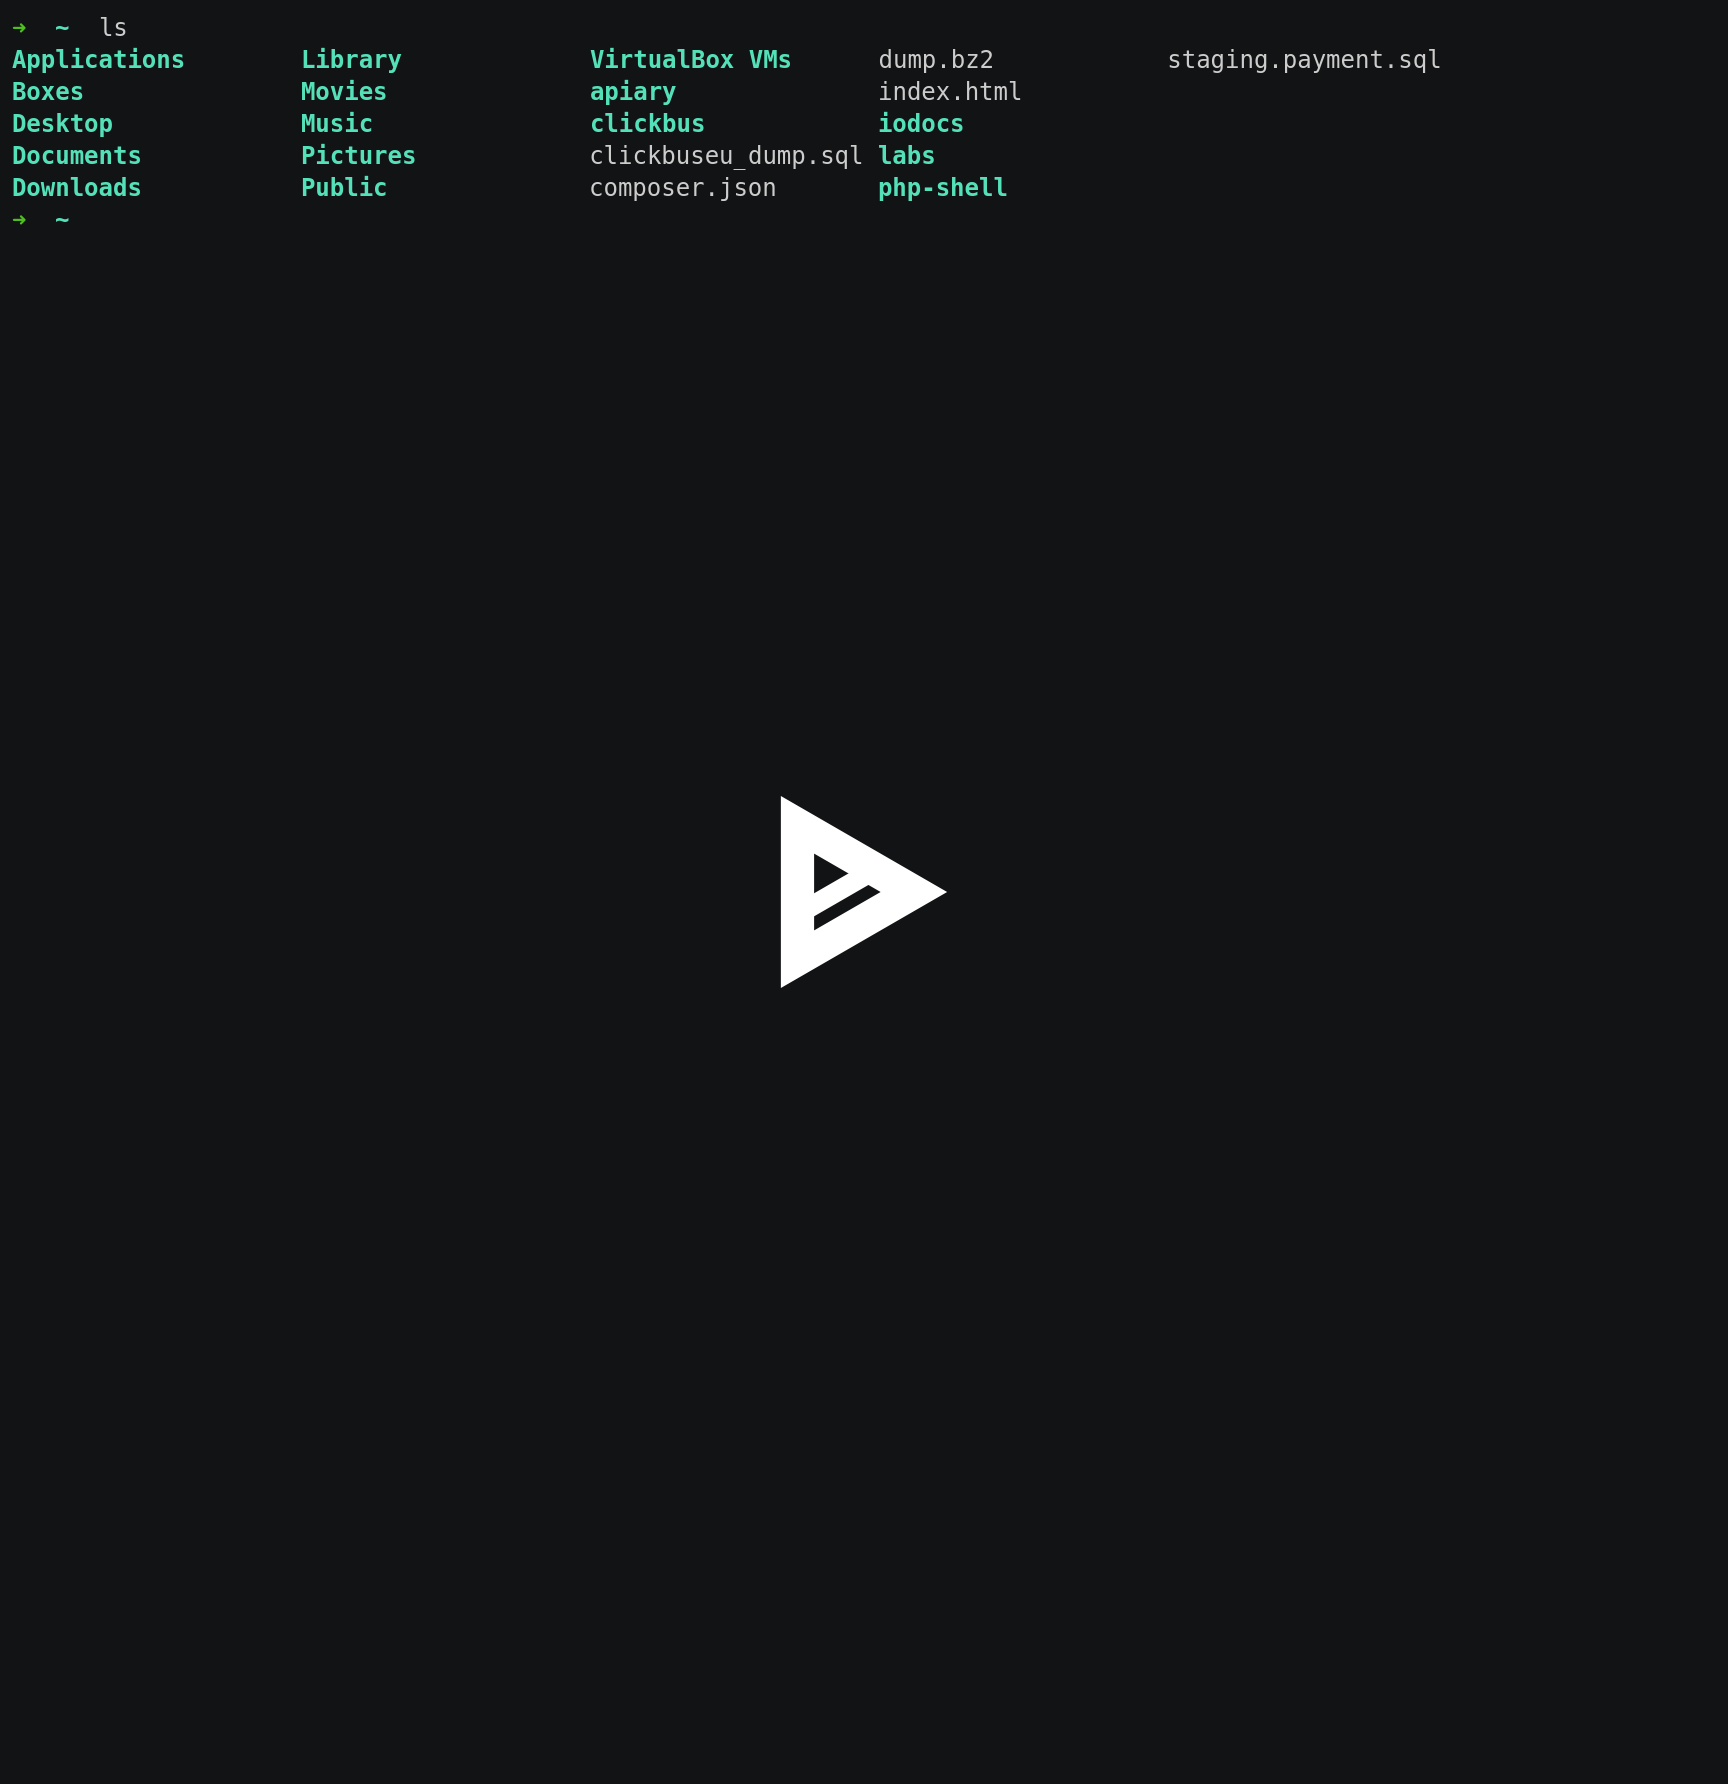 ➜  ~  ls
Applications        Library             VirtualBox VMs      dump.bz2            staging.payment.sql
Boxes               Movies              apiary              index.html
Desktop             Music               clickbus            iodocs
Documents           Pictures            clickbuseu_dump.sql labs
Downloads           Public              composer.json       php-shell
➜  ~